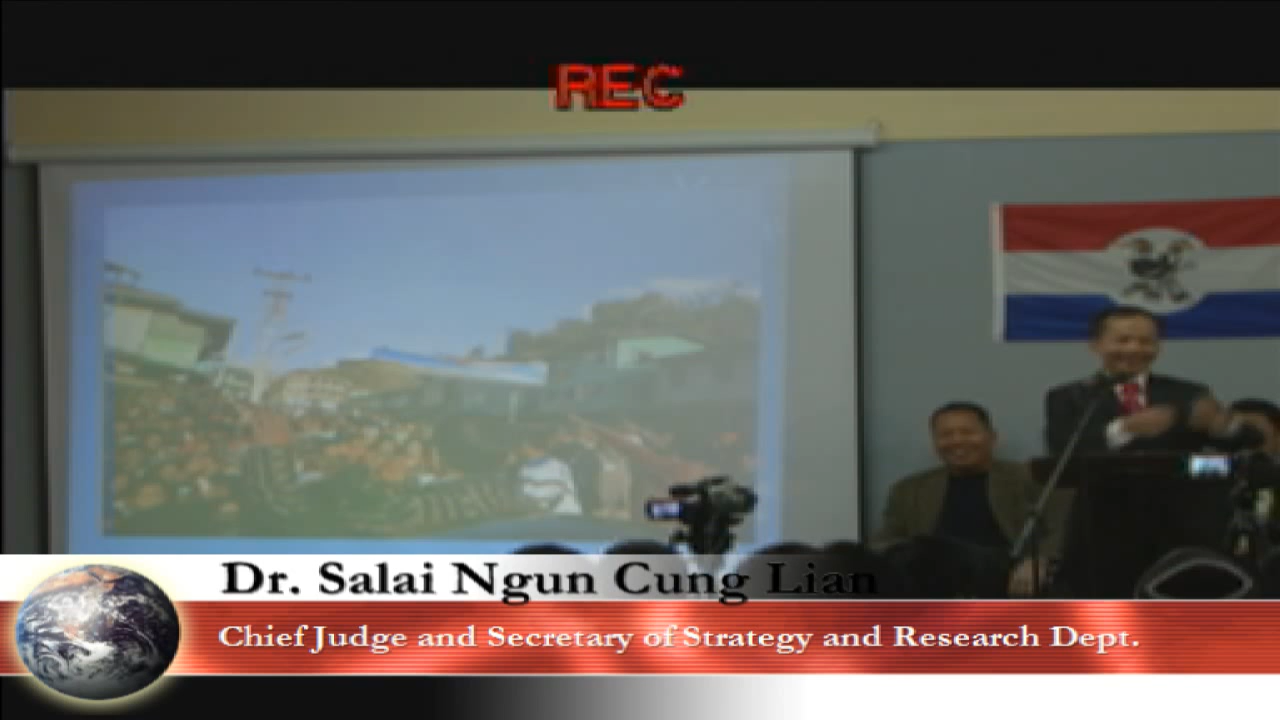 REC
Dr. Salai Ngun Cung Lian
Chief Judge and Secretary of Strategy and Research Dept.